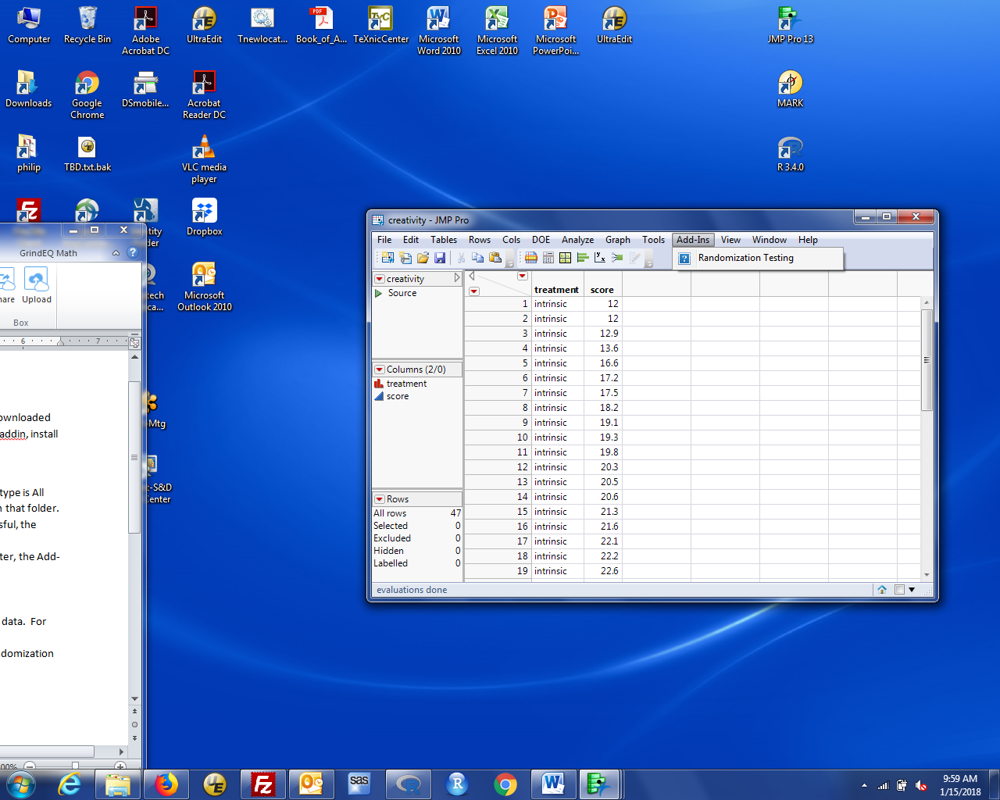 Computer
Recycle Bin
Adobe
Acrobat DC
UltraEdit
Tnewlocat...
Book_of_A...
TeXnicCenter
Microsoft
Word 2010
Microsoft
Excel 2010
Microsoft
PowerPoi...
UltraEdit
JMP Pro 13
Downloads
Google
Chrome
DSmobile...
Acrobat
Reader DC
MARK
philip
TBD.txt.bak
VLC media
player
R 3.4.0
Dropbox
Microsoft
Outlook 2010
GrindEQ Math
Upload
Box
6
7
ownloaded
addin, install
type is All
that folder.
sful, the
ter, the Add-
data. For
domization
creativity - JMP Pro
File Edit Tables Rows Cols DOE Analyze Graph Tools Add-Ins View Window Help
Randomization Testing
creativity
Source
Columns (2/0)
treatment
score
Rows
All rows 47
Selected 0
Excluded 0
Hidden 0
Labelled 0
treatment score
1 intrinsic 12
2 intrinsic 12
3 intrinsic 12.9
4 intrinsic 13.6
5 intrinsic 16.6
6 intrinsic 17.2
7 intrinsic 17.5
8 intrinsic 18.2
9 intrinsic 19.1
10 intrinsic 19.3
11 intrinsic 19.8
12 intrinsic 20.3
13 intrinsic 20.5
14 intrinsic 20.6
15 intrinsic 21.3
16 intrinsic 21.6
17 intrinsic 22.1
18 intrinsic 22.2
19 intrinsic 22.6
evaluations done
9:59 AM
1/15/2018